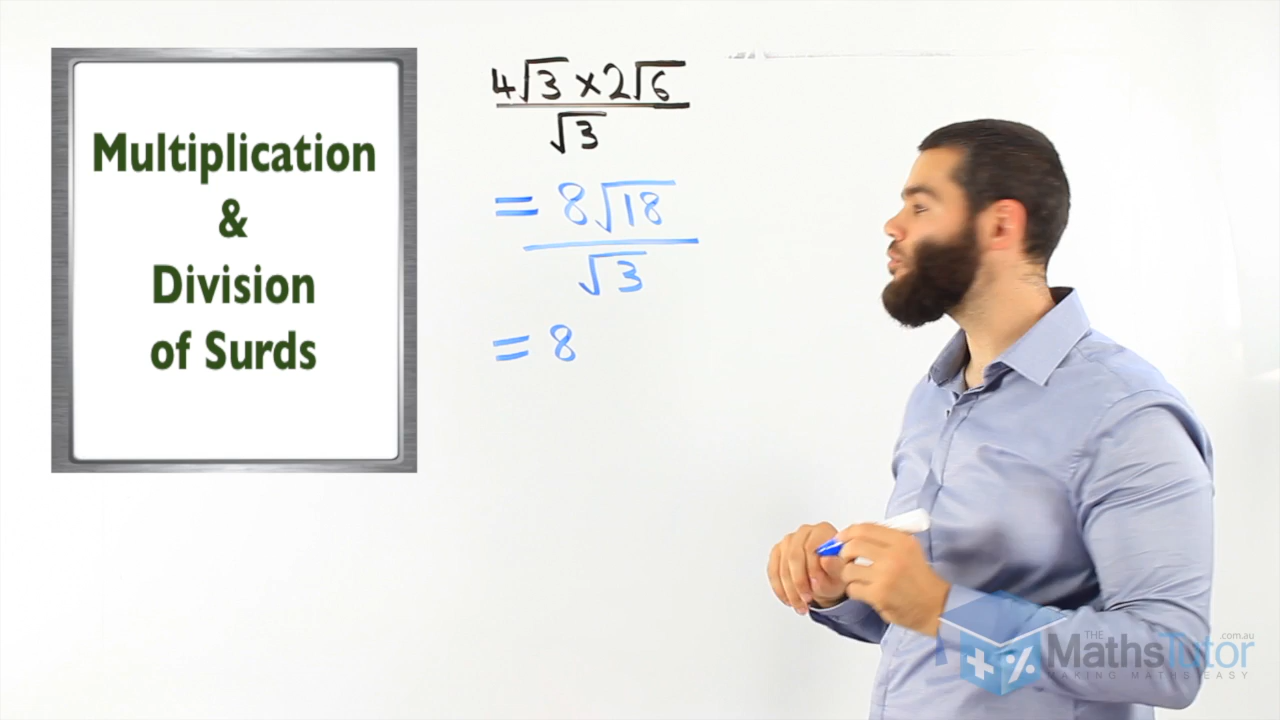 Multiplication
&
Division
of Surds
4√3 × 2√6
√3
= 8√18
√3
= 8
THE
MathsTutor
.com.au
MAKING MATHS EASY